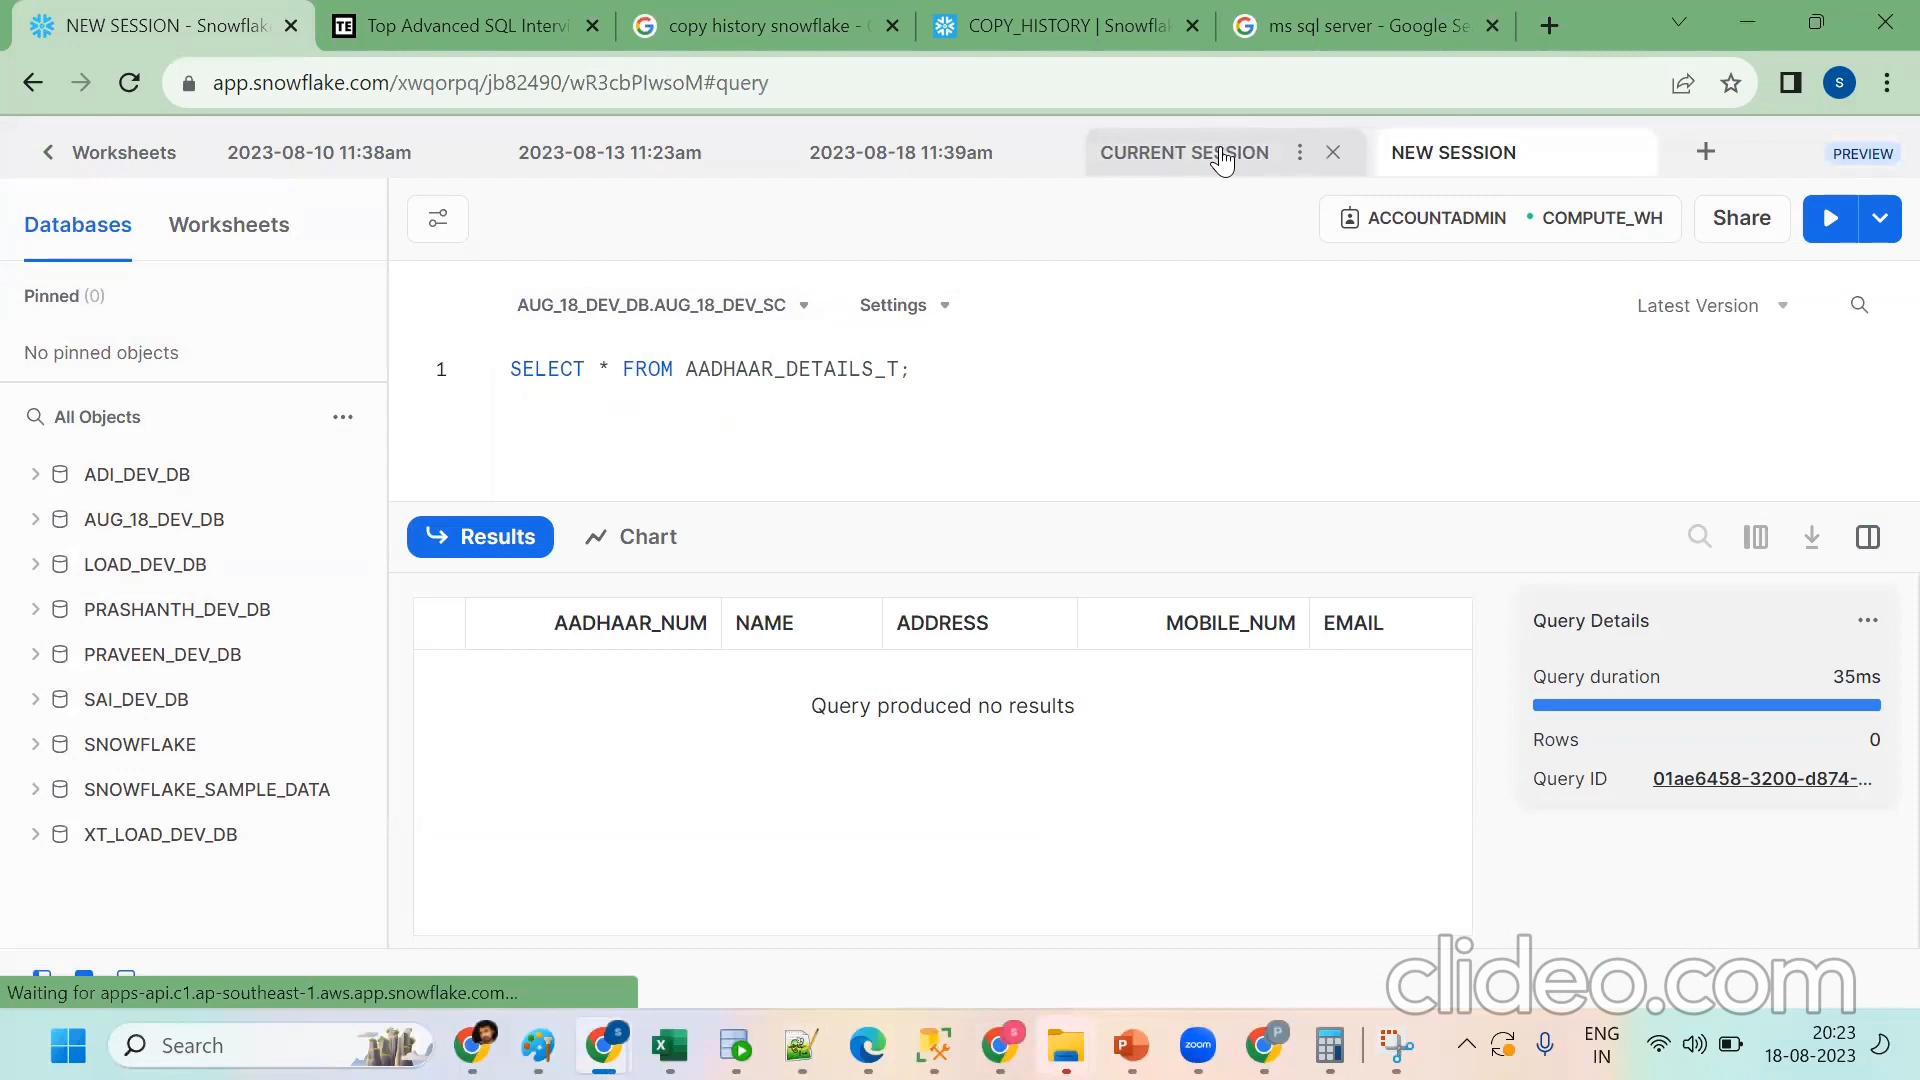 NEW SESSION - Snowflak
Top Advanced SQL Intervi
copy history snowflake -
COPY_HISTORY | Snowflak
ms sql server - Google Se
app.snowflake.com/xwqorpq/jb82490/wR3cbPIwsoM#query
S
Worksheets
2023-08-10 11:38am
2023-08-13 11:23am
2023-08-18 11:39am
CURRENT SESSION
NEW SESSION
PREVIEW
Databases
Worksheets
ACCOUNTADMIN
COMPUTE_WH
Share
Pinned (0)
No pinned objects
AUG_18_DEV_DB.AUG_18_DEV_SC
Settings
Latest Version
1 SELECT * FROM AADHAAR_DETAILS_T;
All Objects
ADI_DEV_DB
AUG_18_DEV_DB
LOAD_DEV_DB
PRASHANTH_DEV_DB
PRAVEEN_DEV_DB
SAI_DEV_DB
SNOWFLAKE
SNOWFLAKE_SAMPLE_DATA
XT_LOAD_DEV_DB
Results
Chart
AADHAAR_NUM NAME ADDRESS MOBILE_NUM EMAIL
Query produced no results
Query Details
Query duration 35ms
Rows 0
Query ID 01ae6458-3200-d874-...
clideo.com
Waiting for apps-api.c1.ap-southeast-1.aws.app.snowflake.com...
Search
zoom
ENG
IN
20:23
18-08-2023